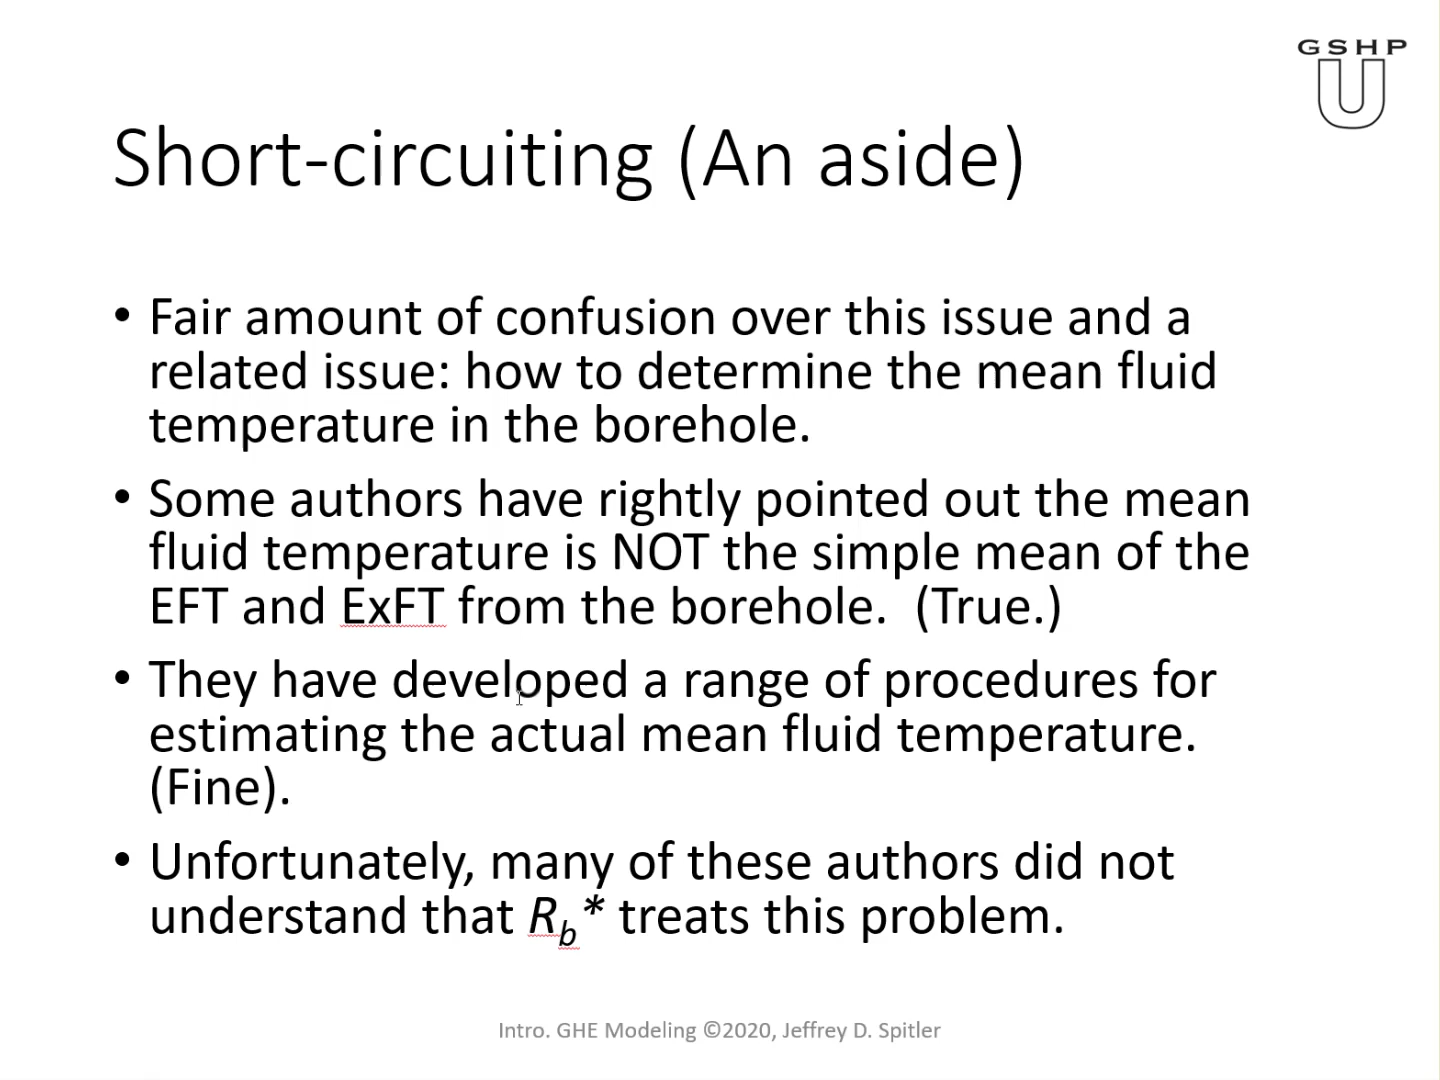 GSHP
U
Short-circuiting (An aside)
• Fair amount of confusion over this issue and a
related issue: how to determine the mean fluid
temperature in the borehole.
• Some authors have rightly pointed out the mean
fluid temperature is NOT the simple mean of the
EFT and ExFT from the borehole.  (True.)
• They have developed a range of procedures for
estimating the actual mean fluid temperature.
(Fine).
• Unfortunately, many of these authors did not
understand that R_b* treats this problem.
Intro. GHE Modeling ©2020, Jeffrey D. Spitler